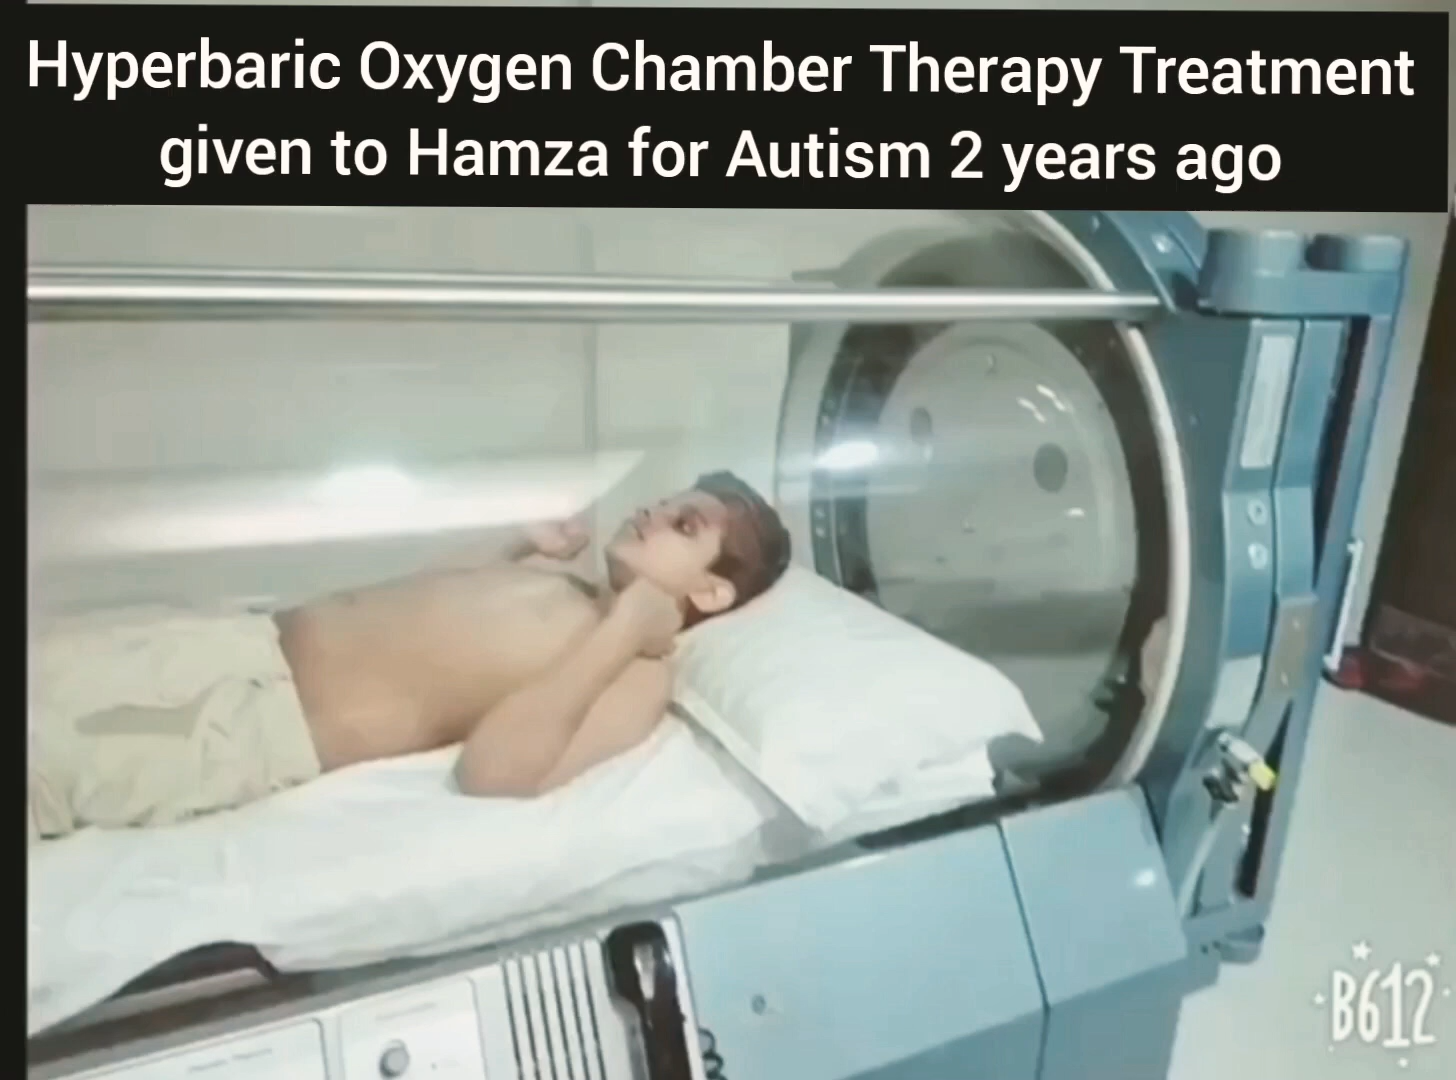 Hyperbaric Oxygen Chamber Therapy Treatment
given to Hamza for Autism 2 years ago
B612